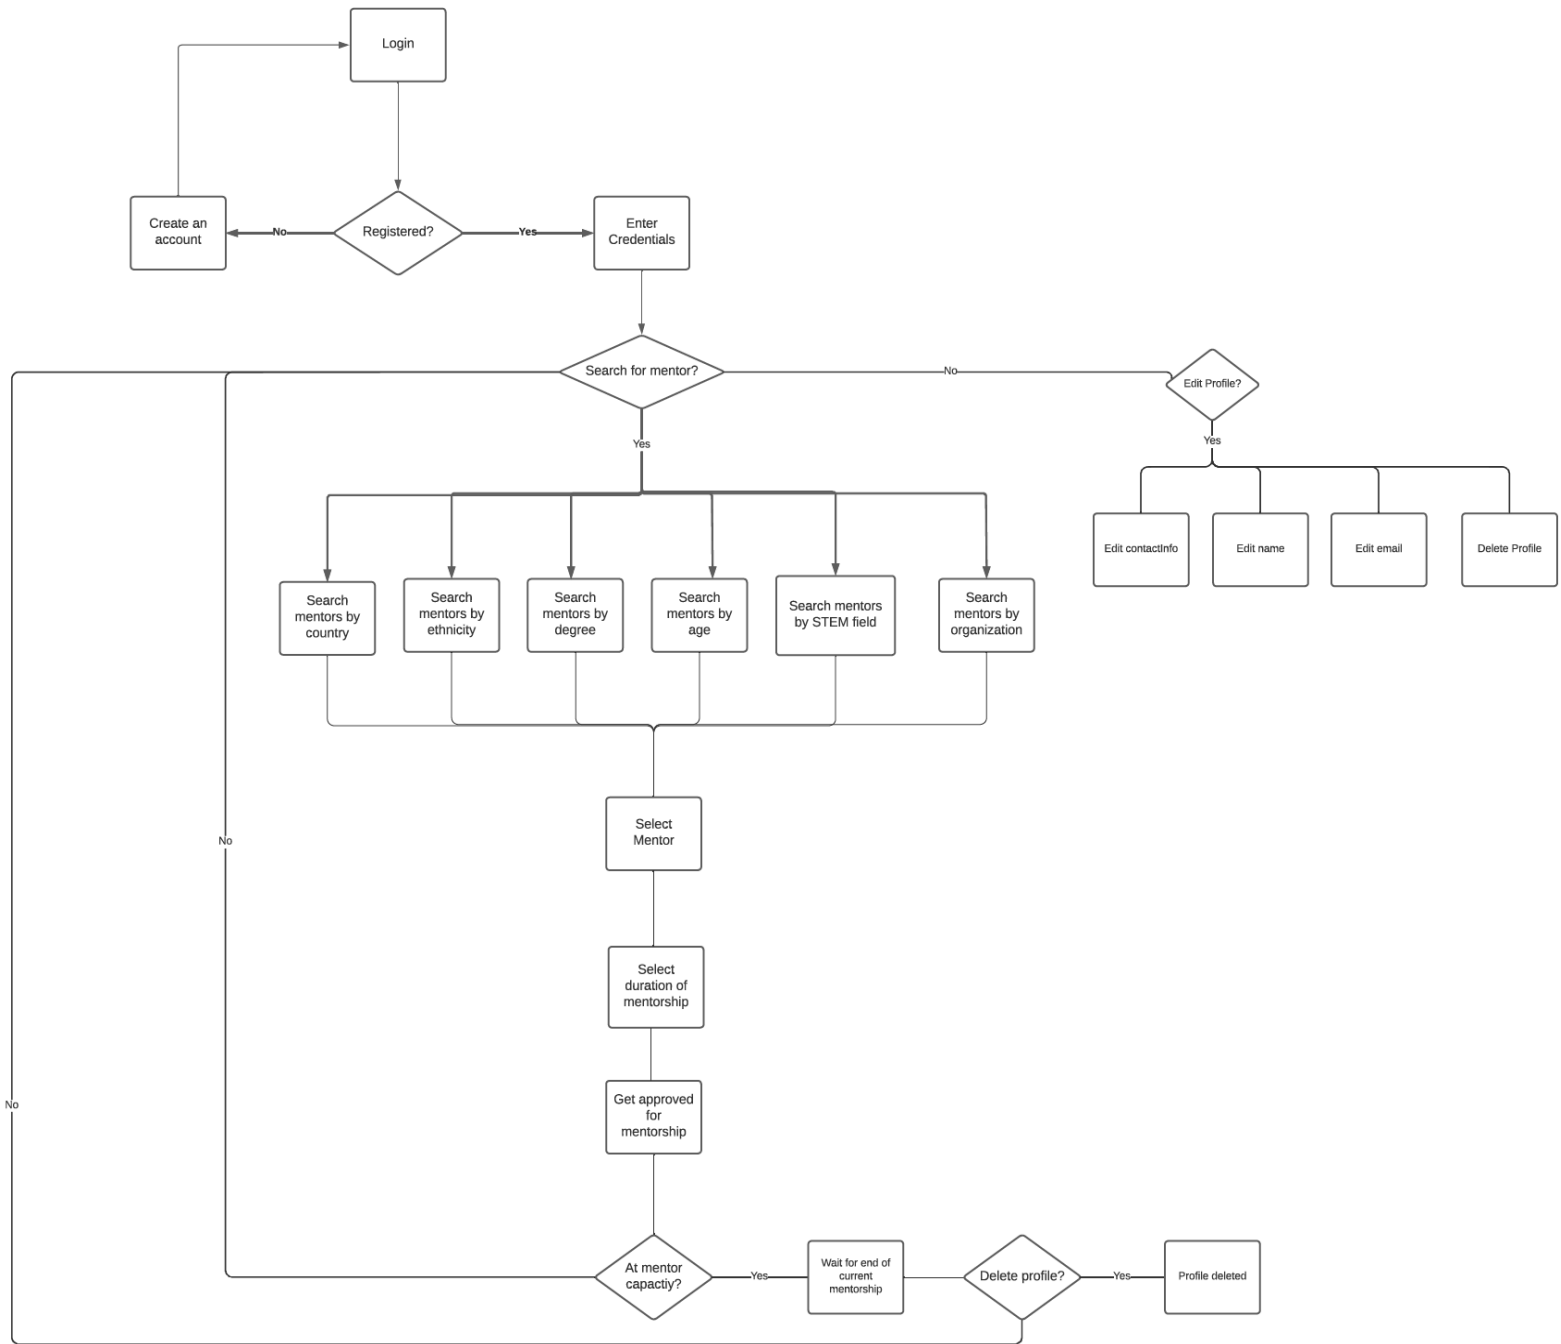 Login
Create an
account
No
Registered?
Yes
Enter
Credentials
Search for mentor?
No
Edit Profile?
Yes
Yes
Edit contactInfo
Edit name
Edit email
Delete Profile
Search
mentors by
country
Search
mentors by
ethnicity
Search
mentors by
degree
Search
mentors by
age
Search mentors
by STEM field
Search
mentors by
organization
Select
Mentor
No
Select
duration of
mentorship
Get approved
for
mentorship
No
At mentor
capactiy?
Yes
Wait for end of
current
mentorship
Delete profile?
Yes
Profile deleted